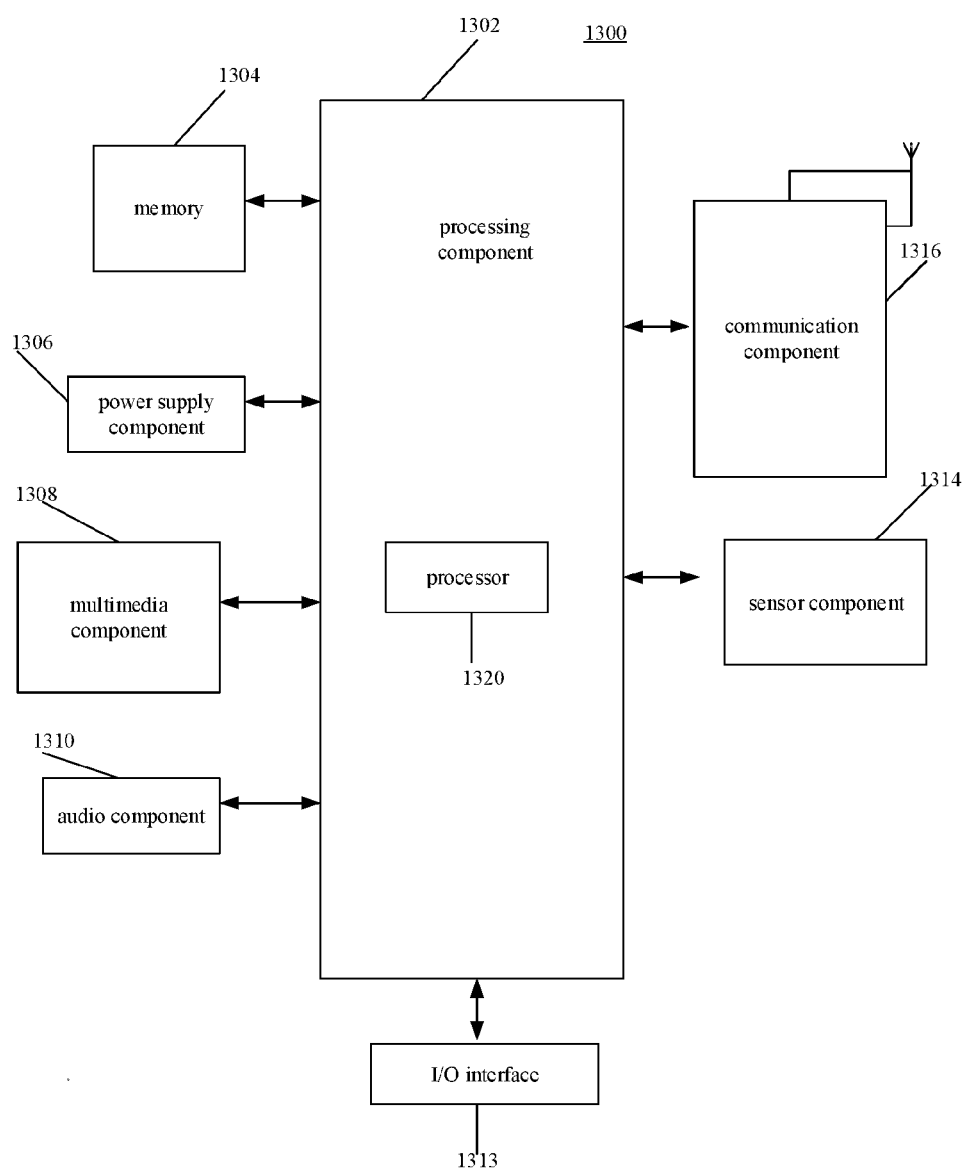 1302
1300
1304
memory
processing
component
1316
communication
component
1306
power supply
component
1308
multimedia
component
processor
1320
1314
sensor component
1310
audio component
I/O interface
1313